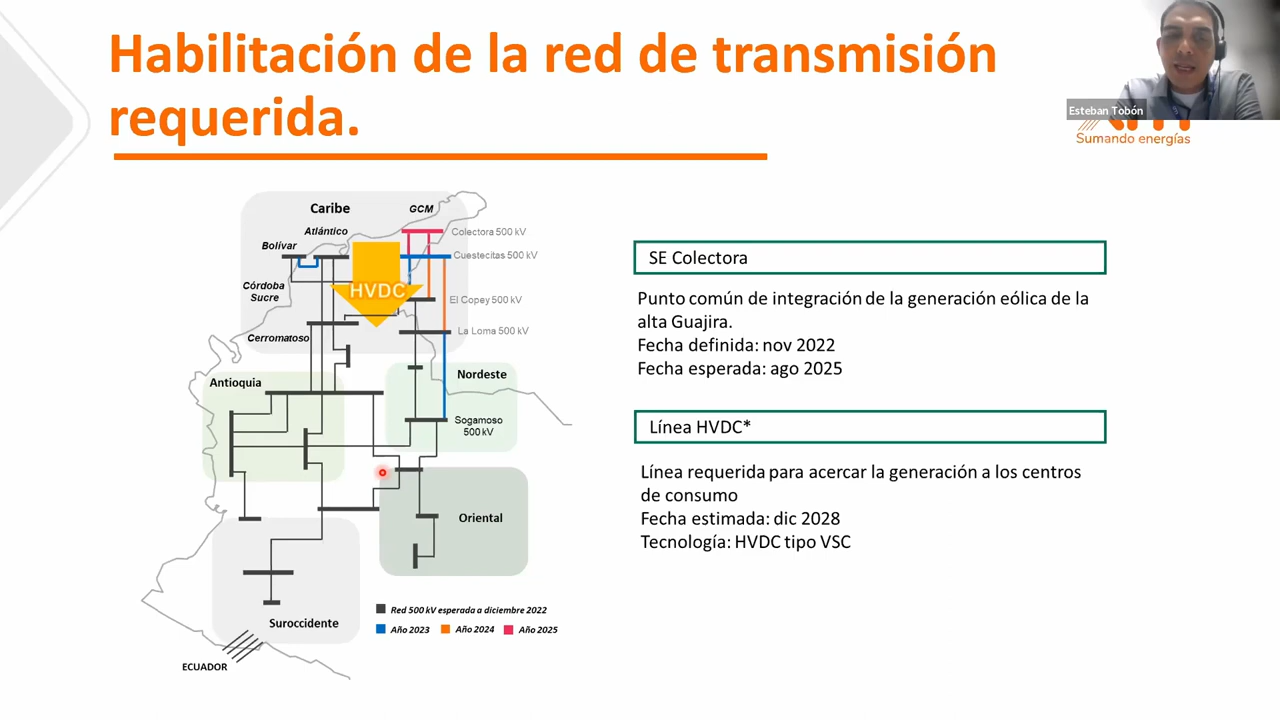 Habilitación de la red de transmisión
requerida.
Esteban Tobón
Sumando energías
Caribe
GCM
Atlántico
Colectora 500 kV
Bolívar
Cuestecitas 500 kV
HVDC
Córdoba
Sucre
El Copey 500 kV
La Loma 500 kV
Cerromatoso
Antioquia
Nordeste
Sogamoso
500 kV
Oriental
Suroccidente
ECUADOR
Red 500 kV esperada a diciembre 2022
Año 2023
Año 2024
Año 2025
SE Colectora
Punto común de integración de la generación eólica de la
alta Guajira.
Fecha definida: nov 2022
Fecha esperada: ago 2025
Línea HVDC*
Línea requerida para acercar la generación a los centros
de consumo
Fecha estimada: dic 2028
Tecnología: HVDC tipo VSC